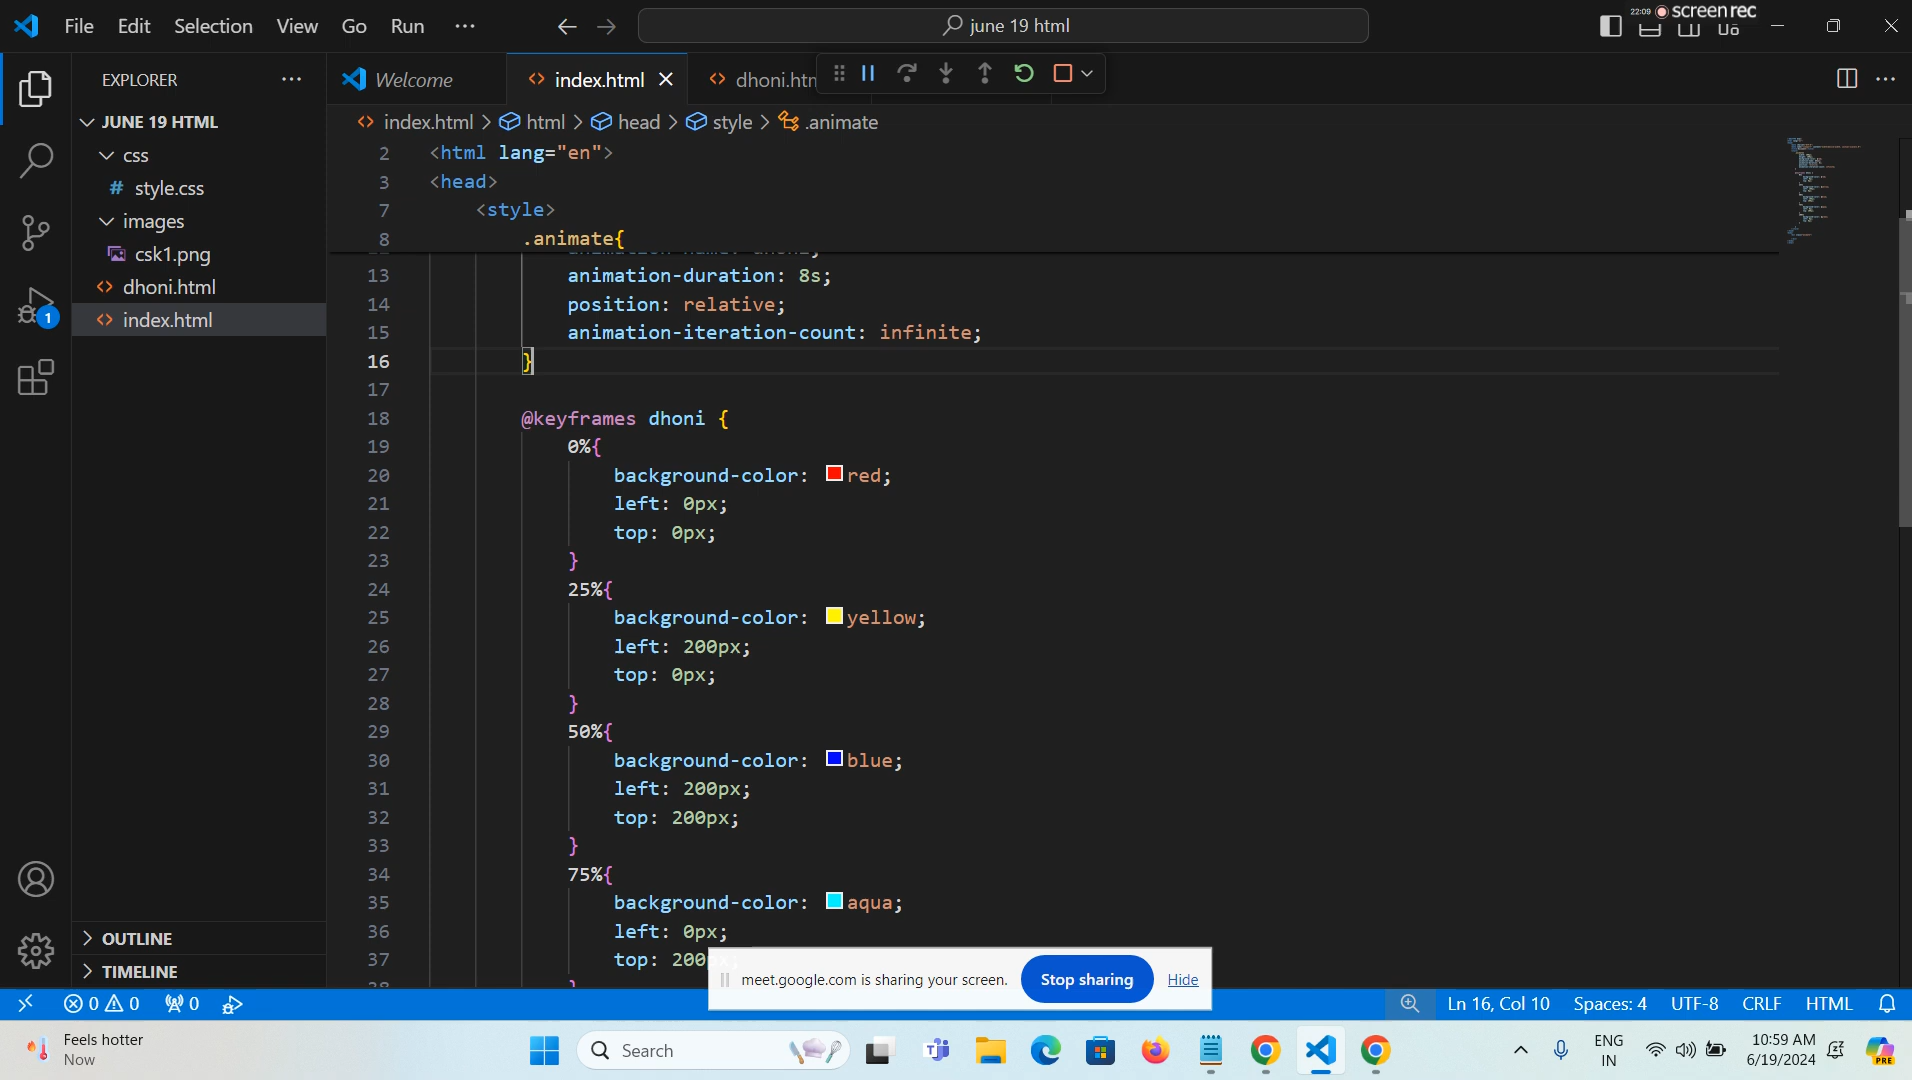 File Edit Selection View Go Run ···
june 19 html
22:09 screen rec
EXPLORER
Welcome
index.html
dhoni.htm
JUNE 19 HTML
css
# style.css
images
csk1.png
<> dhoni.html
<> index.html
<> index.html > html > head > style > .animate
2 <html lang="en">
3 <head>
7 <style>
8 .animate{
13 animation-duration: 8s;
14 position: relative;
15 animation-iteration-count: infinite;
16 }
17
18 @keyframes dhoni {
19 0%{
20 background-color: red;
21 left: 0px;
22 top: 0px;
23 }
24 25%{
25 background-color: yellow;
26 left: 200px;
27 top: 0px;
28 }
29 50%{
30 background-color: blue;
31 left: 200px;
32 top: 200px;
33 }
34 75%{
35 background-color: aqua;
36 left: 0px;
37 top: 200
1
OUTLINE
TIMELINE
meet.google.com is sharing your screen. Stop sharing Hide
0 0 0
Ln 16, Col 10 Spaces: 4 UTF-8 CRLF HTML
Feels hotter
Now
Search
ENG
IN
10:59 AM
6/19/2024
PRE